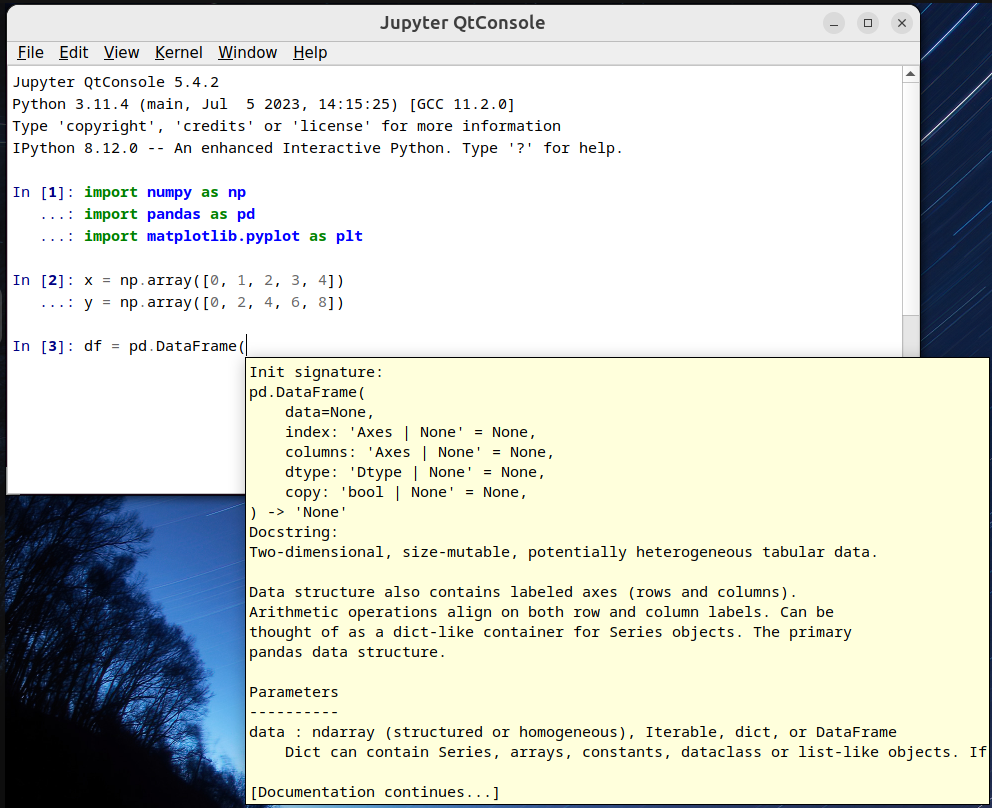 Jupyter QtConsole
File Edit View Kernel Window Help
Jupyter QtConsole 5.4.2
Python 3.11.4 (main, Jul  5 2023, 14:15:25) [GCC 11.2.0]
Type 'copyright', 'credits' or 'license' for more information
IPython 8.12.0 -- An enhanced Interactive Python. Type '?' for help.
In [1]: import numpy as np
   ...: import pandas as pd
   ...: import matplotlib.pyplot as plt
In [2]: x = np.array([0, 1, 2, 3, 4])
   ...: y = np.array([0, 2, 4, 6, 8])
In [3]: df = pd.DataFrame(
Init signature:
pd.DataFrame(
    data=None,
    index: 'Axes | None' = None,
    columns: 'Axes | None' = None,
    dtype: 'Dtype | None' = None,
    copy: 'bool | None' = None,
) -> 'None'
Docstring:
Two-dimensional, size-mutable, potentially heterogeneous tabular data.
Data structure also contains labeled axes (rows and columns).
Arithmetic operations align on both row and column labels. Can be
thought of as a dict-like container for Series objects. The primary
pandas data structure.
Parameters
----------
data : ndarray (structured or homogeneous), Iterable, dict, or DataFrame
    Dict can contain Series, arrays, constants, dataclass or list-like objects. If
[Documentation continues...]